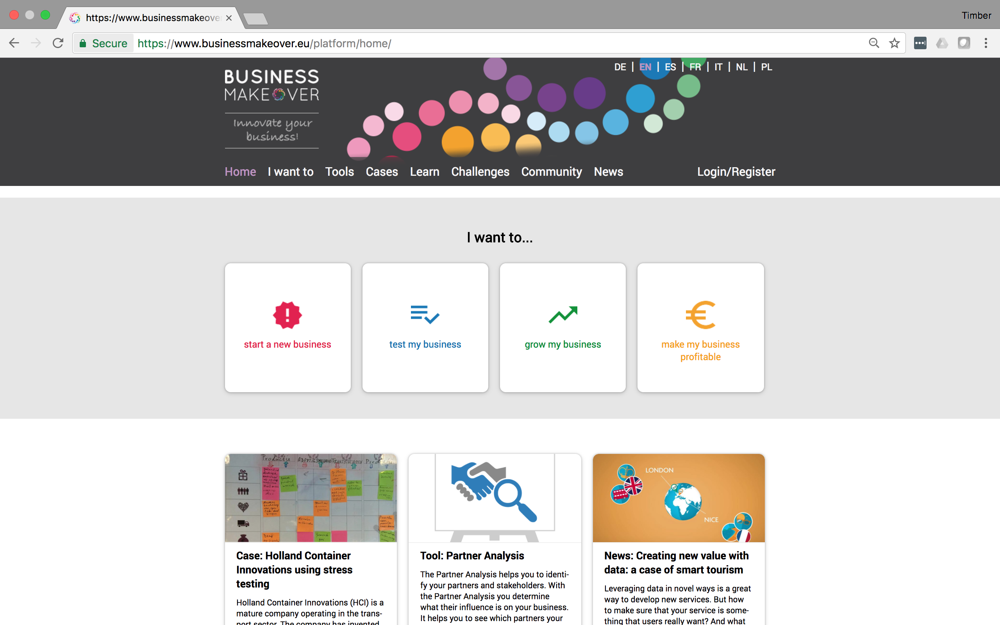 https://www.businessmakeove
Timber
Secure https://www.businessmakeover.eu/platform/home/
DE | EN | ES | FR | IT | NL | PL
BUSINESS
MAKEOVER
Innovate your
business!
Home I want to Tools Cases Learn Challenges Community News Login/Register
I want to...
start a new business
test my business
grow my business
make my business
profitable
Productie
LONDON
NICE
Case: Holland Container
Innovations using stress
testing
Holland Container Innovations (HCI) is a
mature company operating in the trans-
port sector. The company has invented
Tool: Partner Analysis
The Partner Analysis helps you to identi-
fy your partners and stakeholders. With
the Partner Analysis you determine
what their influence is on your business.
It helps you to see which partners your
News: Creating new value with
data: a case of smart tourism
Leveraging data in novel ways is a great
way to develop new services. But how
to make sure that your service is some-
thing that users really want? And what